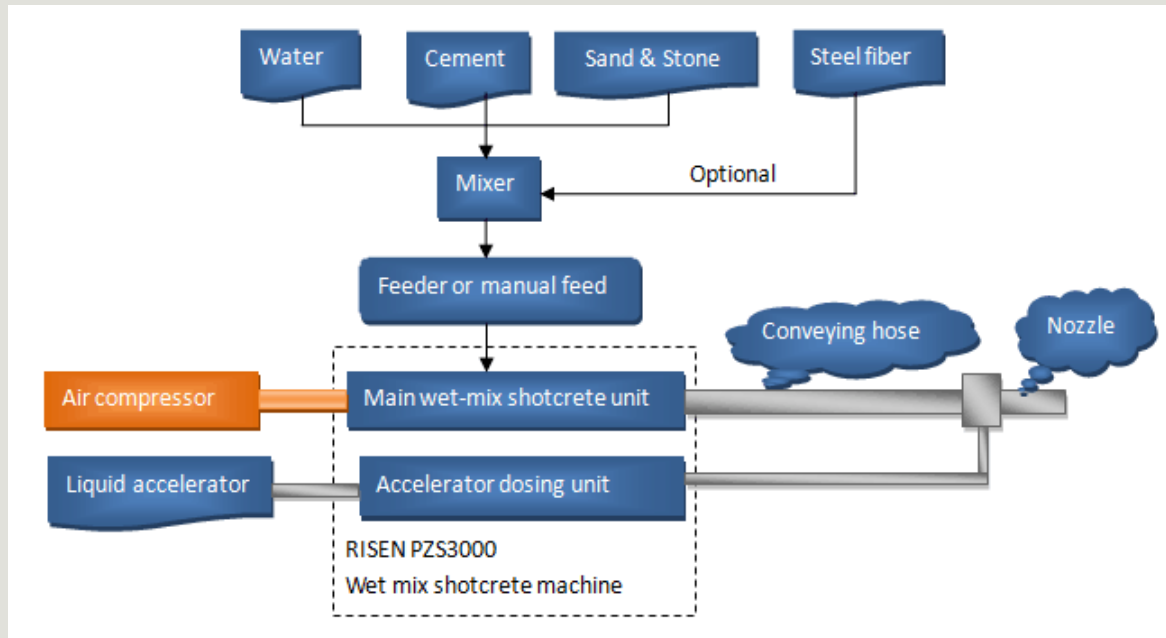 Water
Cement
Sand & Stone
Steel fiber
Mixer
Optional
Feeder or manual feed
Conveying hose
Nozzle
Air compressor
Main wet-mix shotcrete unit
Liquid accelerator
Accelerator dosing unit
RISEN PZS3000
Wet mix shotcrete machine